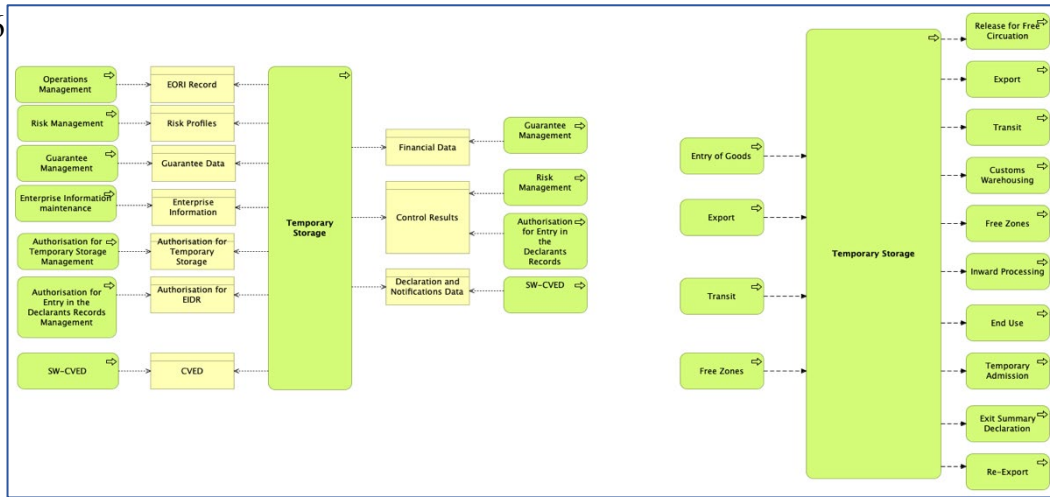 Operations
Management
EORI Record
Risk Management
Risk Profiles
Guarantee
Management
Guarantee Data
Enterprise Information
maintenance
Enterprise
Information
Authorisation for
Temporary Storage
Management
Authorisation for
Temporary
Storage
Authorisation for
Entry in the
Declarants Records
Management
Authorisation for
EIDR
SW-CVED
CVED
Temporary
Storage
Financial Data
Guarantee
Management
Control Results
Risk
Management
Authorisation
for Entry in
the
Declarants
Records
Declaration and
Notifications Data
SW-CVED
Entry of Goods
Export
Transit
Free Zones
Temporary Storage
Release for Free
Circuation
Export
Transit
Customs
Warehousing
Free Zones
Inward Processing
End Use
Temporary
Admission
Exit Summary
Declaration
Re-Export